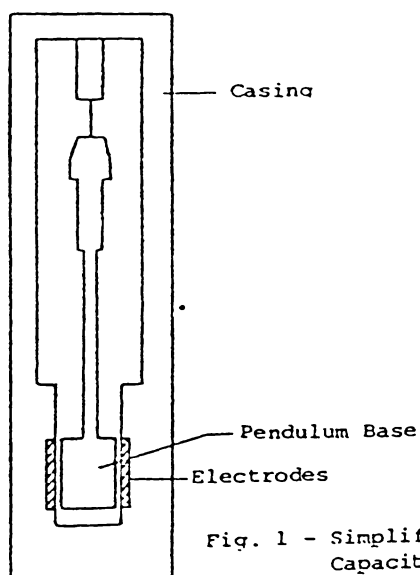 Casing
Pendulum Base
Electrodes
Fig. 1 - Simplif
Capacit